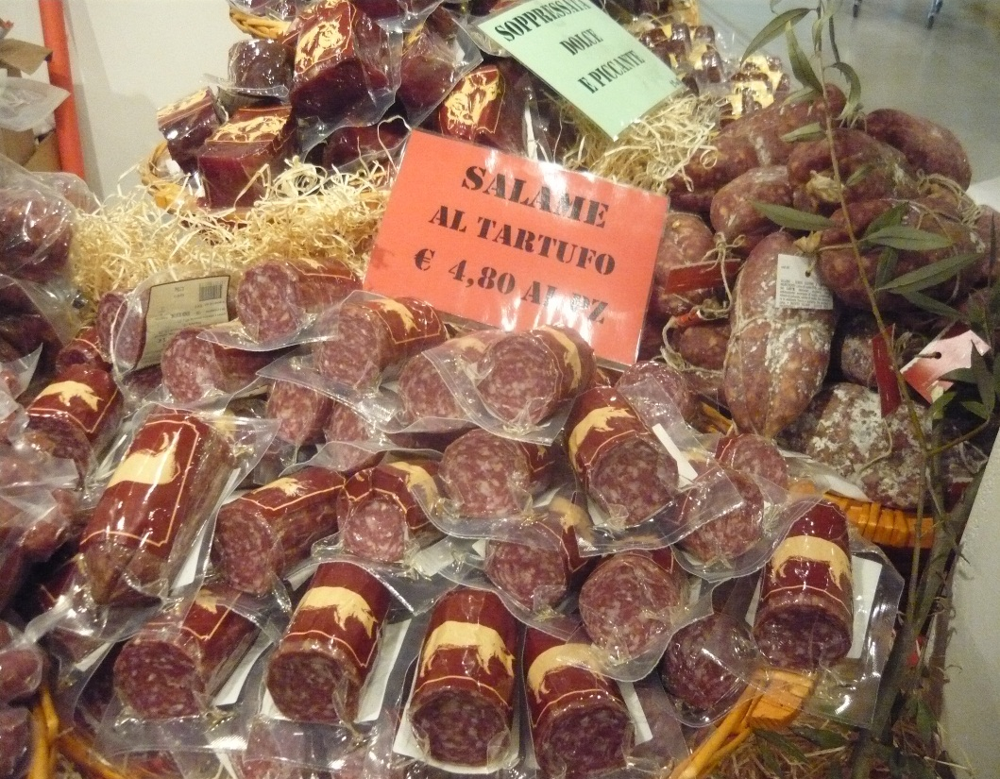 SOPPRESSATA
DOLCE
E PICCANTE
SALAME
AL TARTUFO
€ 4,80 AL PZ